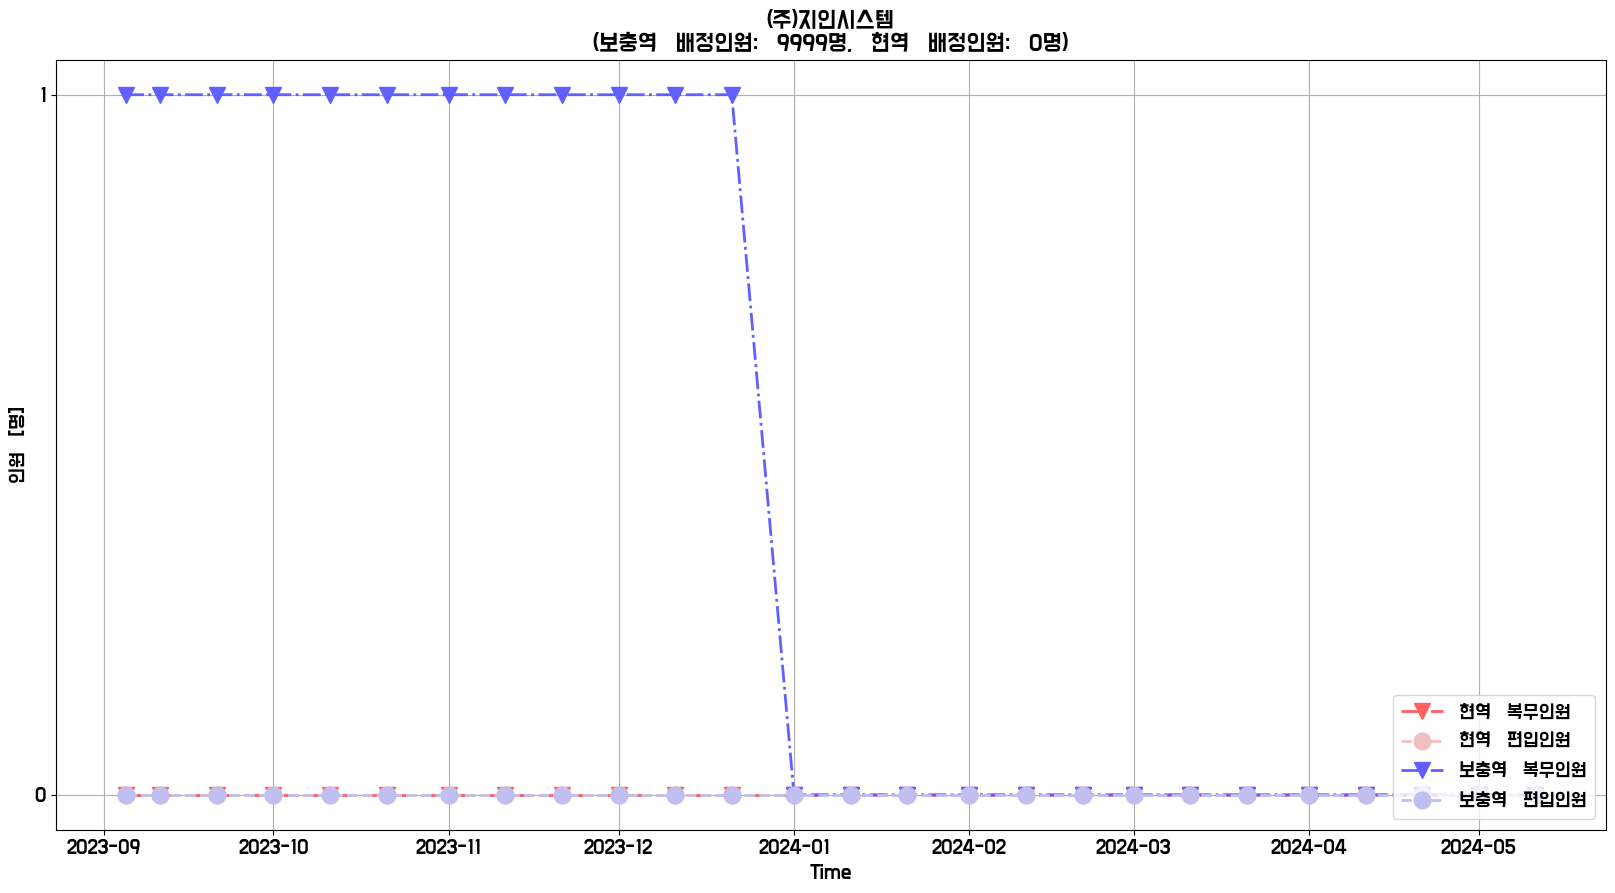 (주)지인시스템
(보충역 배정인원: 9999명, 현역 배정인원: 0명)
1
0
인원 [명]
현역 복무인원
현역 편입인원
보충역 복무인원
보충역 편입인원
2023-09 2023-10 2023-11 2023-12 2024-01 2024-02 2024-03 2024-04 2024-05
Time